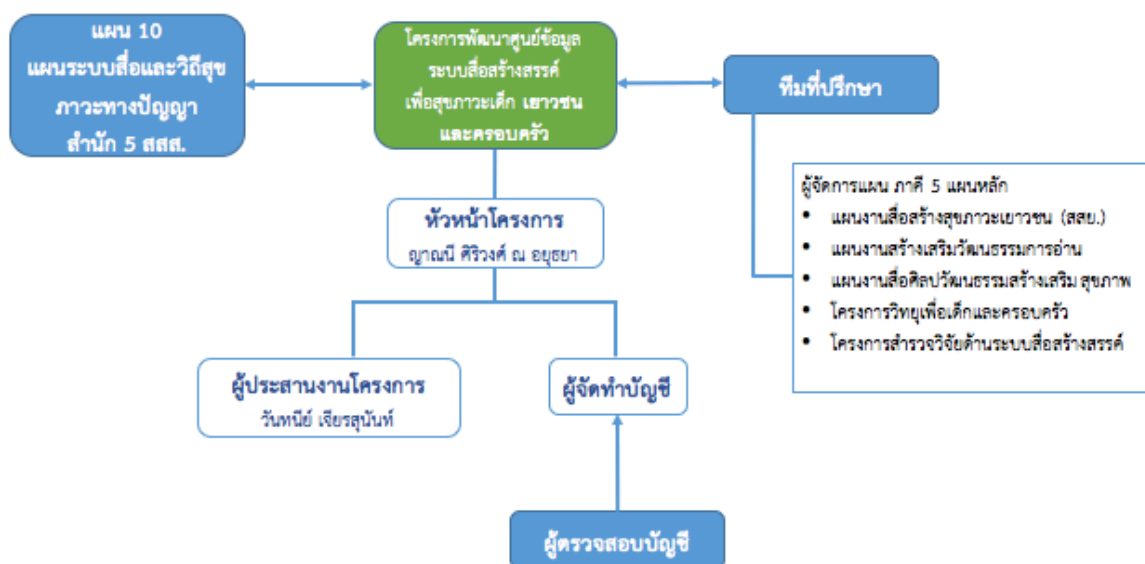 แผน 10
แผนระบบสื่อและวิถีสุข
ภาวะทางปัญญา
สำนัก 5 สสส.
โครงการพัฒนาศูนย์ข้อมูล
ระบบสื่อสร้างสรรค์
เพื่อสุขภาวะเด็ก เยาวชน
และครอบครัว
ทีมที่ปรึกษา
ผู้จัดการแผน ภาคี 5 แผนหลัก
• แผนงานสื่อสร้างสุขภาวะเยาวชน (สสย.)
• แผนงานสร้างเสริมวัฒนธรรมการอ่าน
• แผนงานสื่อศิลปวัฒนธรรมสร้างเสริม สุขภาพ
• โครงการวิทยุเพื่อเด็กและครอบครัว
• โครงการสำรวจวิจัยด้านระบบสื่อสร้างสรรค์
หัวหน้าโครงการ
ญาณนี ศิริวงศ์ ณ อยุธยา
ผู้ประสานงานโครงการ
วันทนีย์ เจียรสุนันท์
ผู้จัดทำบัญชี
ผู้ตรวจสอบบัญชี